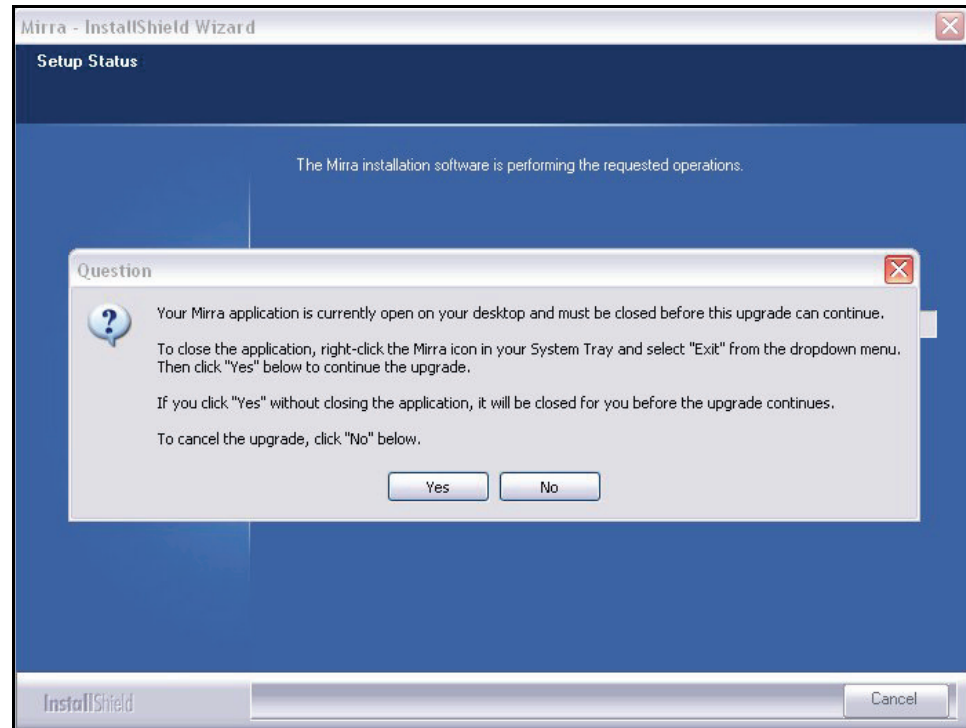 Mirra - InstallShield Wizard
Setup Status
The Mirra installation software is performing the requested operations.
Question
Your Mirra application is currently open on your desktop and must be closed before this upgrade can continue.
To close the application, right-click the Mirra icon in your System Tray and select "Exit" from the dropdown menu.
Then click "Yes" below to continue the upgrade.
If you click "Yes" without closing the application, it will be closed for you before the upgrade continues.
To cancel the upgrade, click "No" below.
Yes
No
InstallShield
Cancel